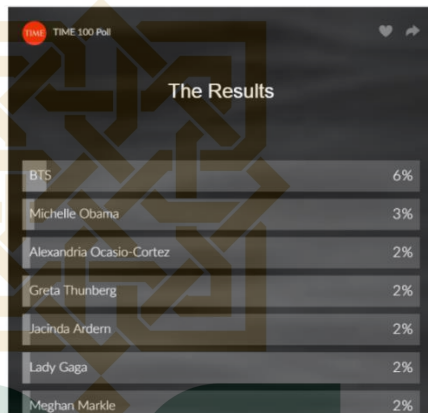 TIME TIME 100 Poll
The Results
BTS 6%
Michelle Obama 3%
Alexandria Ocasio-Cortez 2%
Greta Thunberg 2%
Jacinda Ardern 2%
Lady Gaga 2%
Meghan Markle 2%